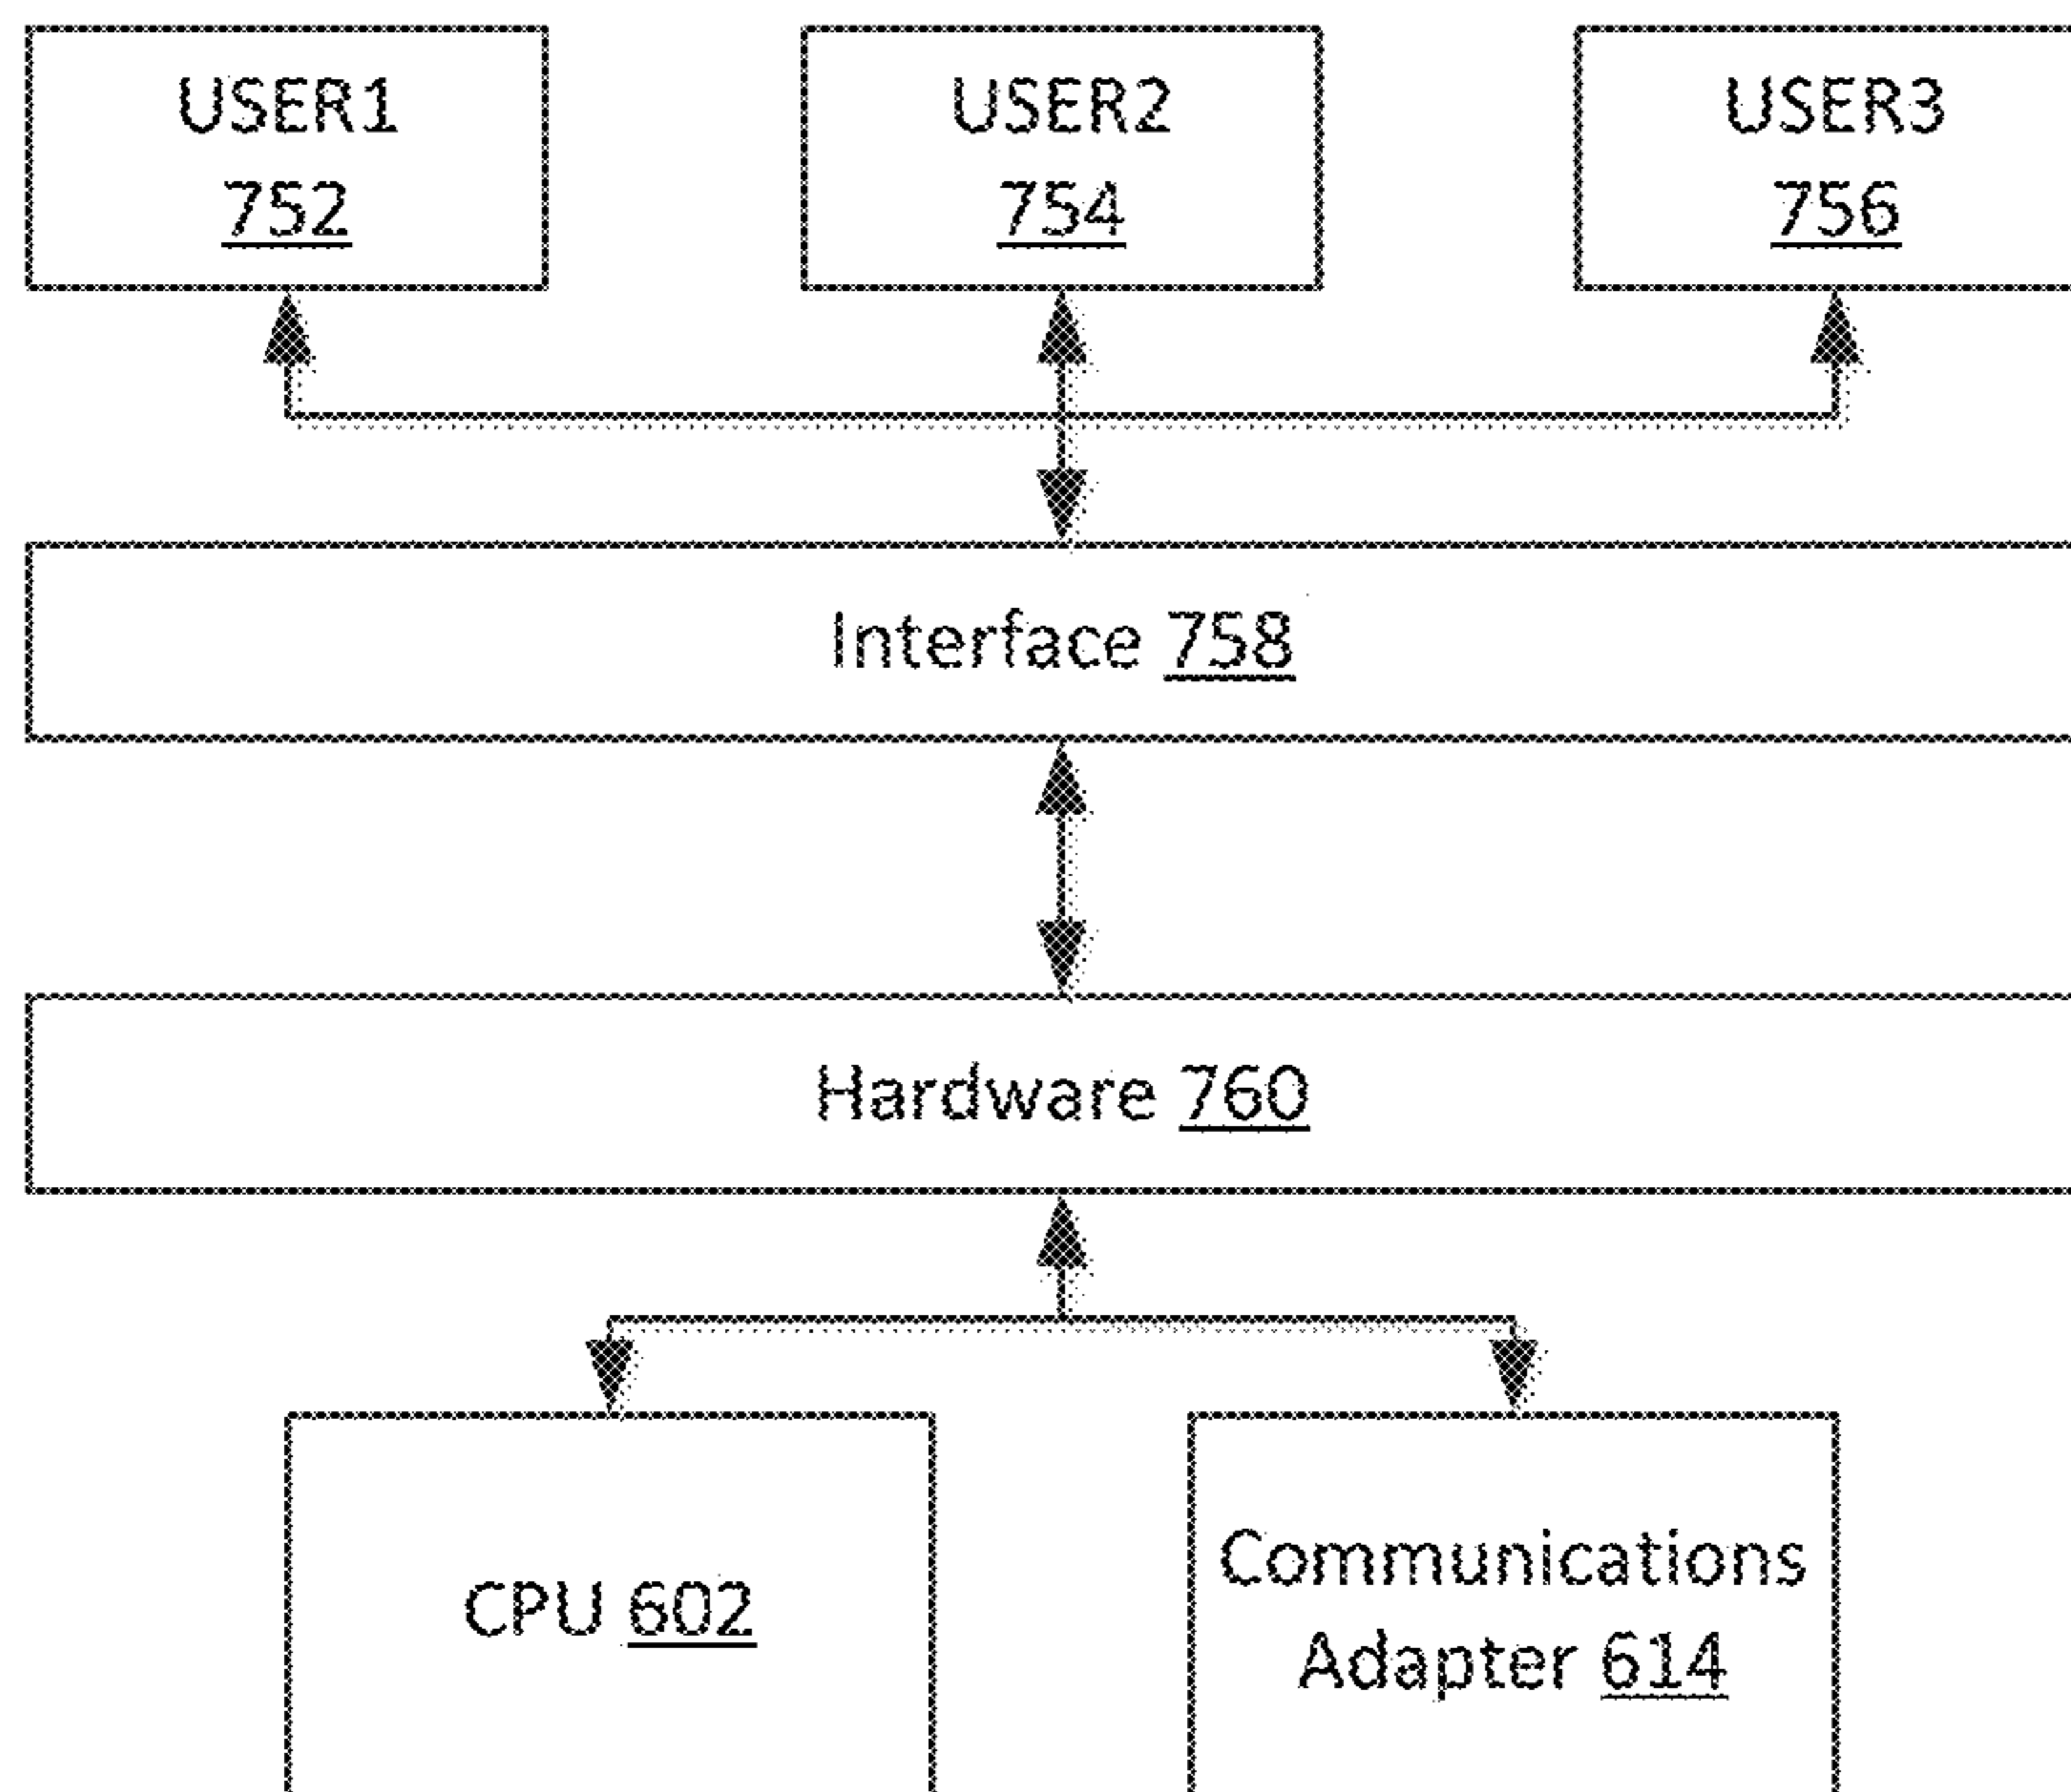 USER1
752
USER2
754
USER3
756
Interface 758
Hardware 760
CPU 602
Communications
Adapter 614